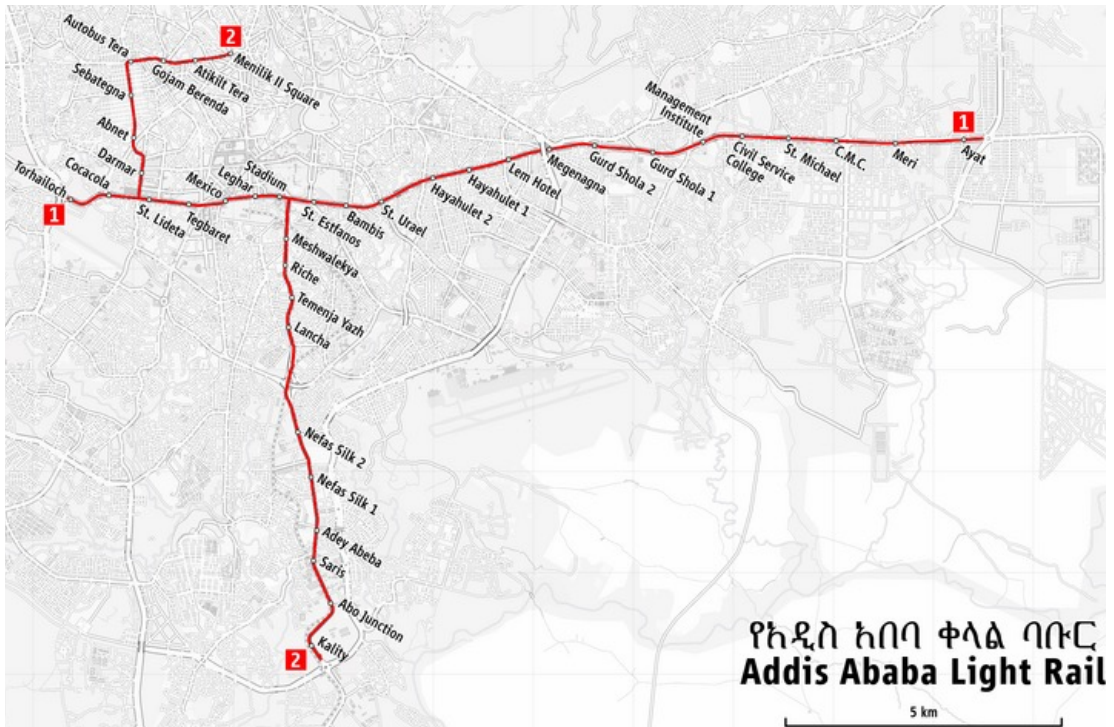 2
Autobus Tera
Menilik II Square
Atikilt Tera
Gojam Berenda
Sebategna
Abnet
Darmar
Cocacola
Torhailoch
1
St. Lideta
Tegbaret
Mexico
Leghar
Stadium
St. Estfanos
Bambis
St. Urael
Hayahulet 2
Hayahulet 1
Lem Hotel
Megenagna
Gurd Shola 2
Gurd Shola 1
Management
Institute
Civil Service
College
St. Michael
C.M.C.
Meri
Ayat
1
Meshwalekya
Riche
Temenja Yazh
Lancha
Nefas Silk 2
Nefas Silk 1
Adey Abeba
Saris
Abo Junction
Kality
2
የአዲስ አበባ ቀላል ባቡር
Addis Ababa Light Rail
5 km